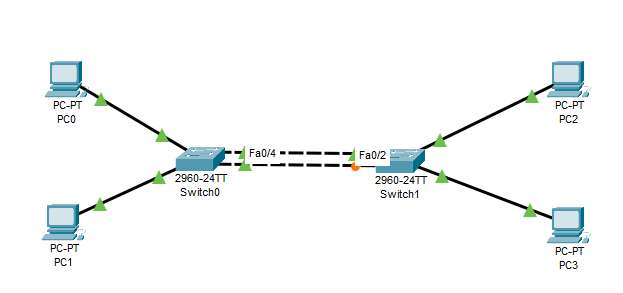 PC-PT
PC0
PC-PT
PC2
Fa0/4
Fa0/2
2960-24TT
Switch0
2960-24TT
Switch1
PC-PT
PC1
PC-PT
PC3